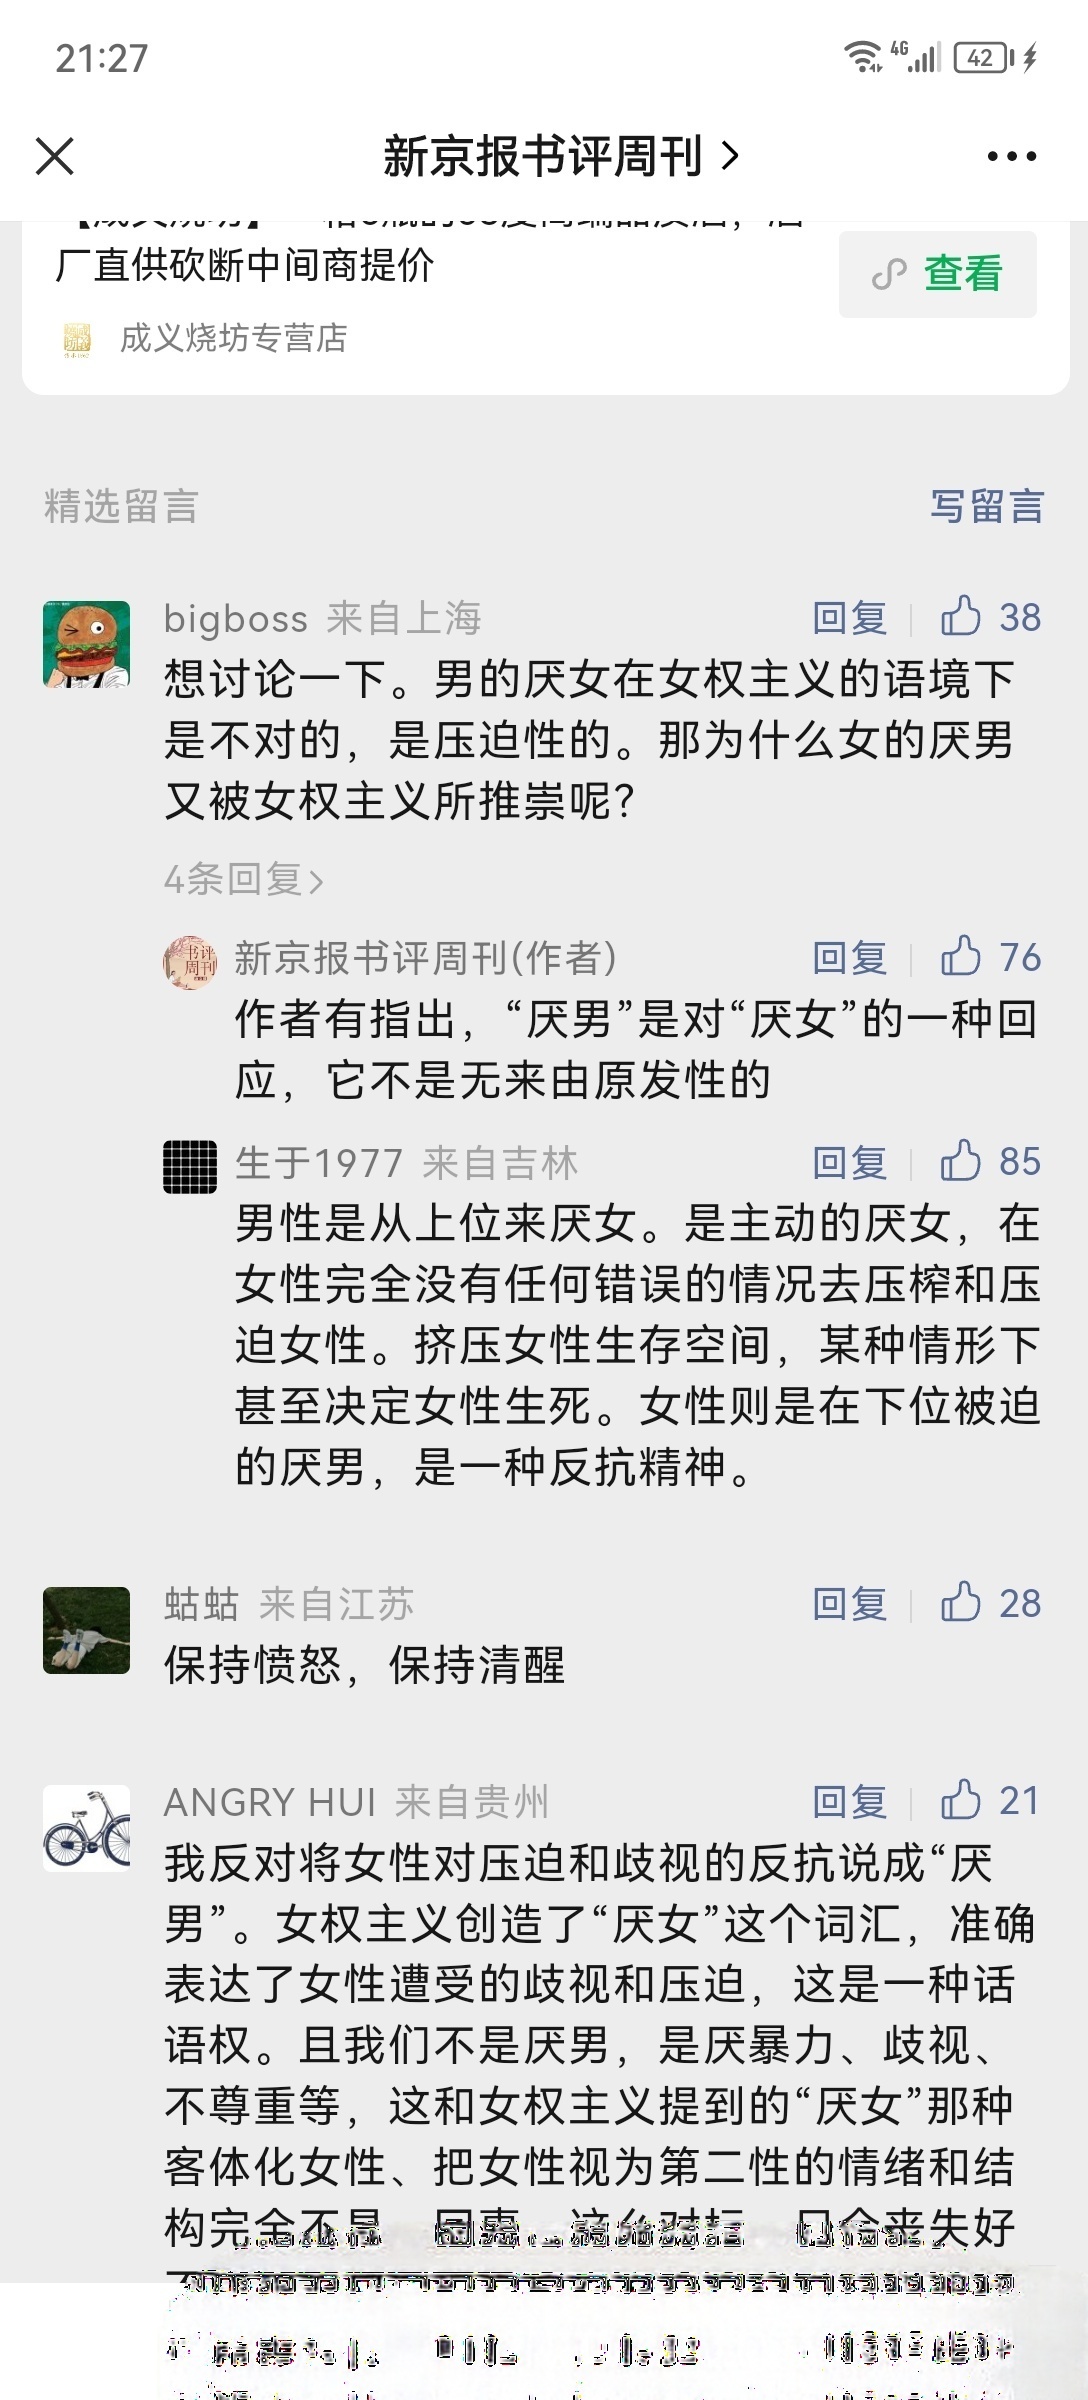 21:27
4G
42
新京报书评周刊
厂直供砍断中间商提价
查看
成义烧坊专营店
精选留言
写留言
bigboss 来自上海
回复
38
想讨论一下。男的厌女在女权主义的语境下
是不对的，是压迫性的。那为什么女的厌男
又被女权主义所推崇呢？
4条回复
书评
周刊
新京报书评周刊(作者)
回复
76
作者有指出，“厌男”是对“厌女”的一种回
应，它不是无来由原发性的
生于1977 来自吉林
回复
85
男性是从上位来厌女。是主动的厌女，在
女性完全没有任何错误的情况去压榨和压
迫女性。挤压女性生存空间，某种情形下
甚至决定女性生死。女性则是在下位被迫
的厌男，是一种反抗精神。
蛄蛄 来自江苏
回复
28
保持愤怒，保持清醒
ANGRY HUI 来自贵州
回复
21
我反对将女性对压迫和歧视的反抗说成“厌
男”。女权主义创造了“厌女”这个词汇，准确
表达了女性遭受的歧视和压迫，这是一种话
语权。且我们不是厌男，是厌暴力、歧视、
不尊重等，这和女权主义提到的“厌女”那种
客体化女性、把女性视为第二性的情绪和结
构完全不是
失好